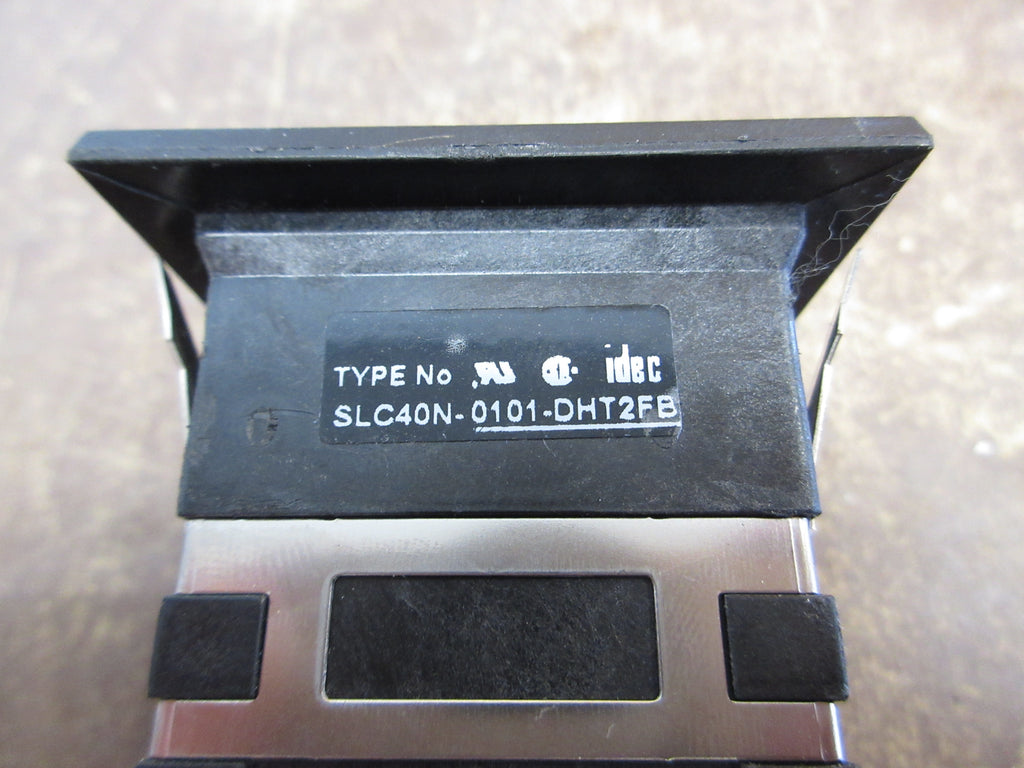 TYPE No idec
SLC40N-0101-DHT2FB